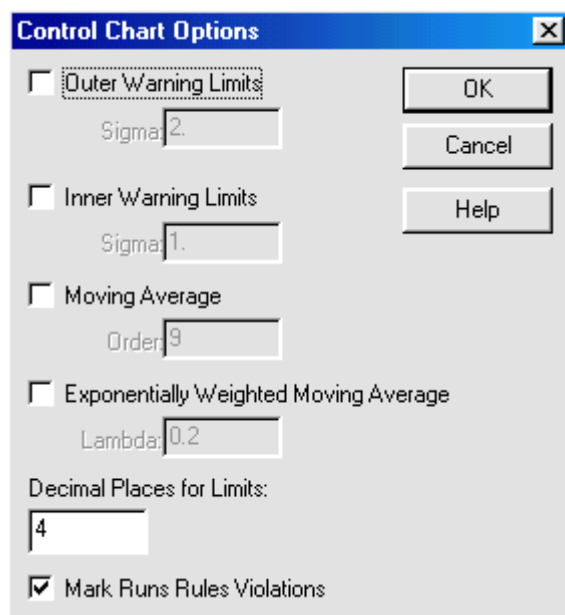 Control Chart Options
Outer Warning Limits
OK
Sigma: 2.
Cancel
Inner Warning Limits
Help
Sigma: 1.
Moving Average
Order: 9
Exponentially Weighted Moving Average
Lambda: 0.2
Decimal Places for Limits:
4
Mark Runs Rules Violations